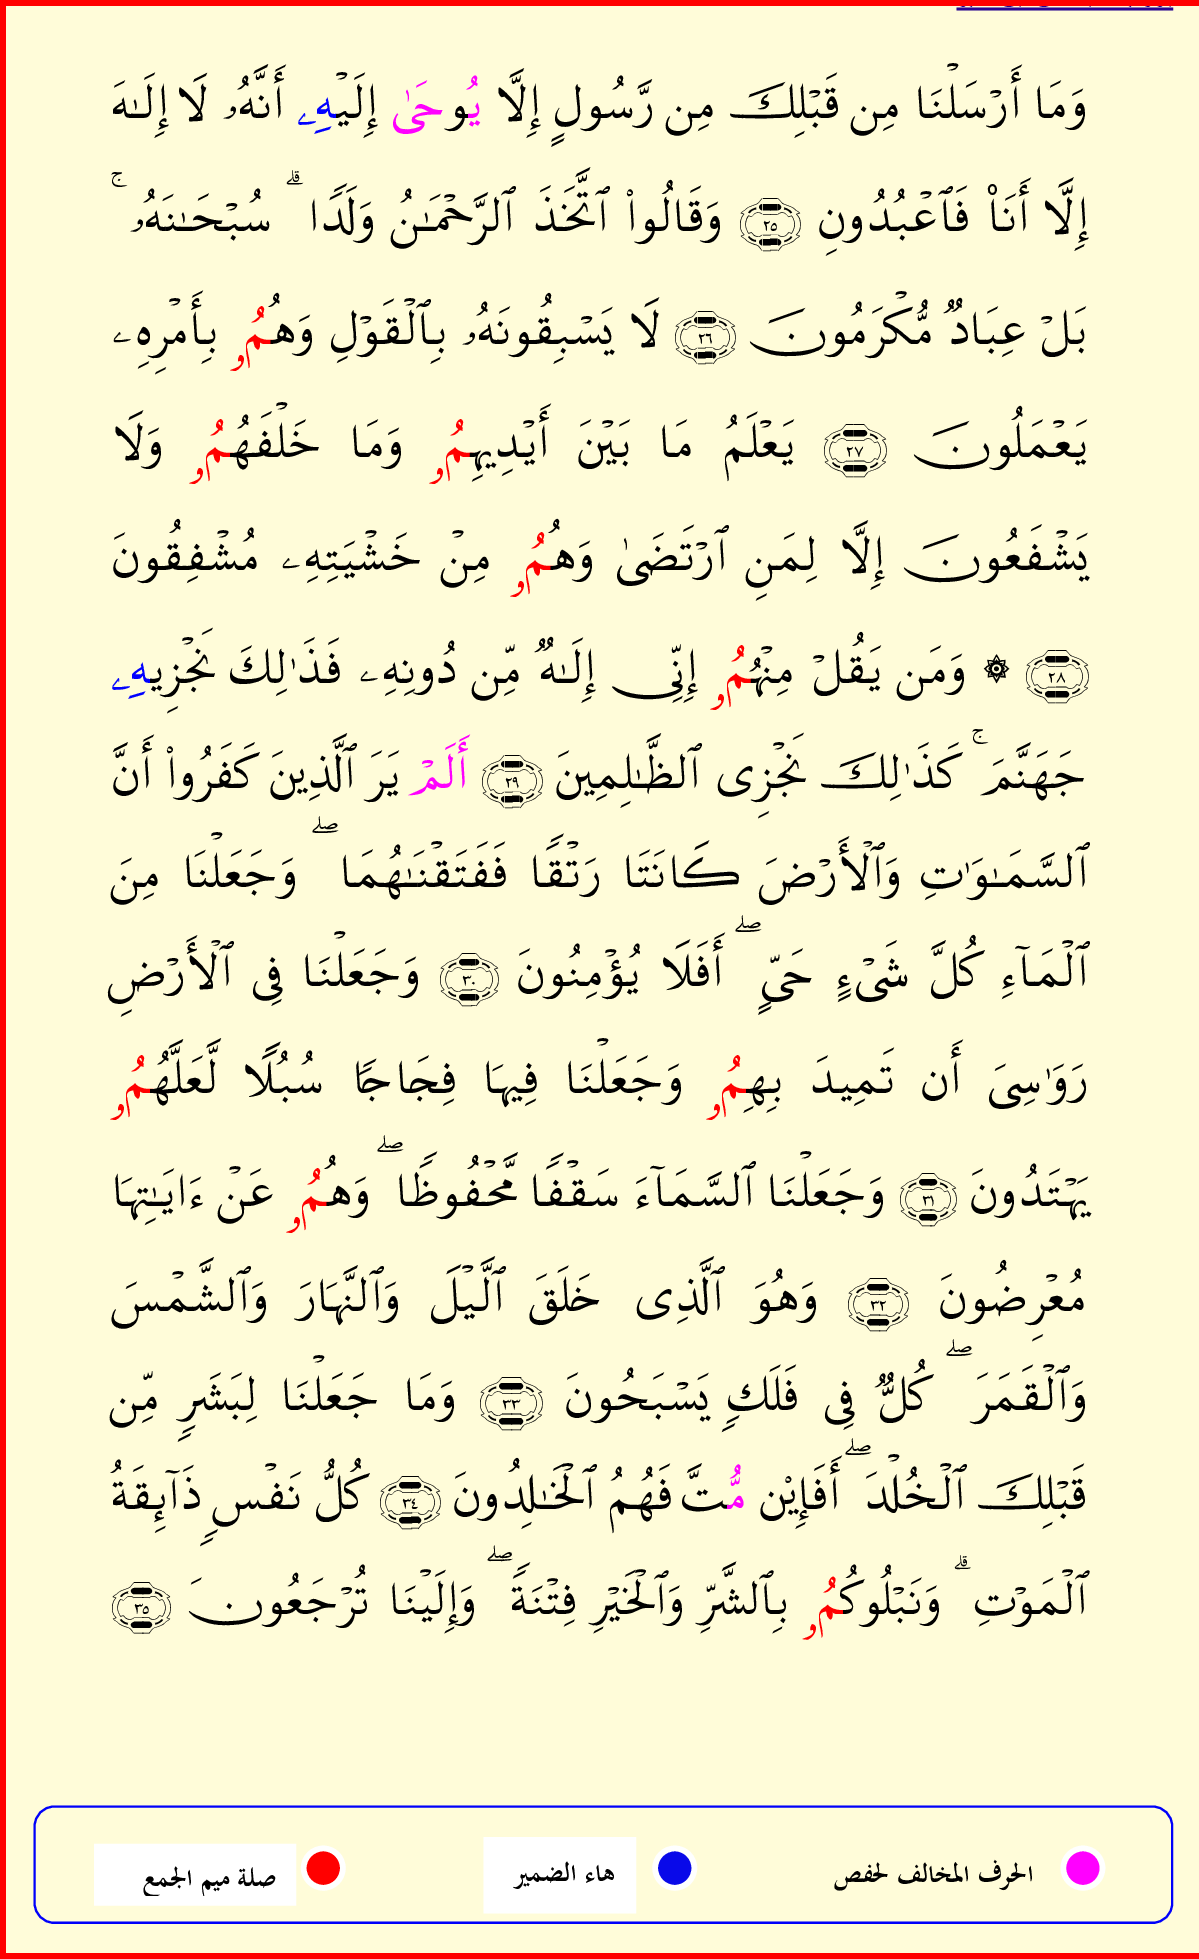 وَمَا أَرْسَلْنَا مِن قَبْلِكَ مِن رَّسُولٍ إِلَّا يُوحَىٰ إِلَيْهِۦ أَنَّهُۥ لَا إِلَـٰهَ
إِلَّا أَنَا۠ فَٱعْبُدُونِ ٢٥ وَقَالُوا۟ ٱتَّخَذَ ٱلرَّحْمَـٰنُ وَلَدًا ۗ سُبْحَـٰنَهُۥ ۚ
بَلْ عِبَادٌ مُّكْرَمُونَ ٢٦ لَا يَسْبِقُونَهُۥ بِٱلْقَوْلِ وَهُمُۥ بِأَمْرِهِۦ
يَعْمَلُونَ ٢٧ يَعْلَمُ مَا بَيْنَ أَيْدِيهِمُۥ وَمَا خَلْفَهُمُۥ وَلَا
يَشْفَعُونَ إِلَّا لِمَنِ ٱرْتَضَىٰ وَهُمُۥ مِنْ خَشْيَتِهِۦ مُشْفِقُونَ
٢٨ ۞ وَمَن يَقُلْ مِنْهُمُۥ إِنِّى إِلَـٰهٌ مِّن دُونِهِۦ فَذَٰلِكَ نَجْزِيهِۦ
جَهَنَّمَ ۚ كَذَٰلِكَ نَجْزِى ٱلظَّـٰلِمِينَ ٢٩ أَلَمْ يَرَ ٱلَّذِينَ كَفَرُوا۟ أَنَّ
ٱلسَّمَـٰوَٰتِ وَٱلْأَرْضَ كَانَتَا رَتْقًا فَفَتَقْنَـٰهُمَا ۖ وَجَعَلْنَا مِنَ
ٱلْمَآءِ كُلَّ شَىْءٍ حَىٍّ ۖ أَفَلَا يُؤْمِنُونَ ٣٠ وَجَعَلْنَا فِى ٱلْأَرْضِ
رَوَٰسِىَ أَن تَمِيدَ بِهِمُۥ وَجَعَلْنَا فِيهَا فِجَاجًا سُبُلًا لَّعَلَّهُمُۥ
يَهْتَدُونَ ٣١ وَجَعَلْنَا ٱلسَّمَآءَ سَقْفًا مَّحْفُوظًا ۖ وَهُمُۥ عَنْ ءَايَـٰتِهَا
مُعْرِضُونَ ٣٢ وَهُوَ ٱلَّذِى خَلَقَ ٱلَّيْلَ وَٱلنَّهَارَ وَٱلشَّمْسَ
وَٱلْقَمَرَ ۖ كُلٌّ فِى فَلَكٍ يَسْبَحُونَ ٣٣ وَمَا جَعَلْنَا لِبَشَرٍ مِّن
قَبْلِكَ ٱلْخُلْدَ ۖ أَفَإِي۟ن مُّتَّ فَهُمُ ٱلْخَـٰلِدُونَ ٣٤ كُلُّ نَفْسٍ ذَآئِقَةُ
ٱلْمَوْتِ ۗ وَنَبْلُوكُمُۥ بِٱلشَّرِّ وَٱلْخَيْرِ فِتْنَةً ۖ وَإِلَيْنَا تُرْجَعُونَ ٣٥
الحرف المخالف لحفص هاء الضمير صلة ميم الجمع